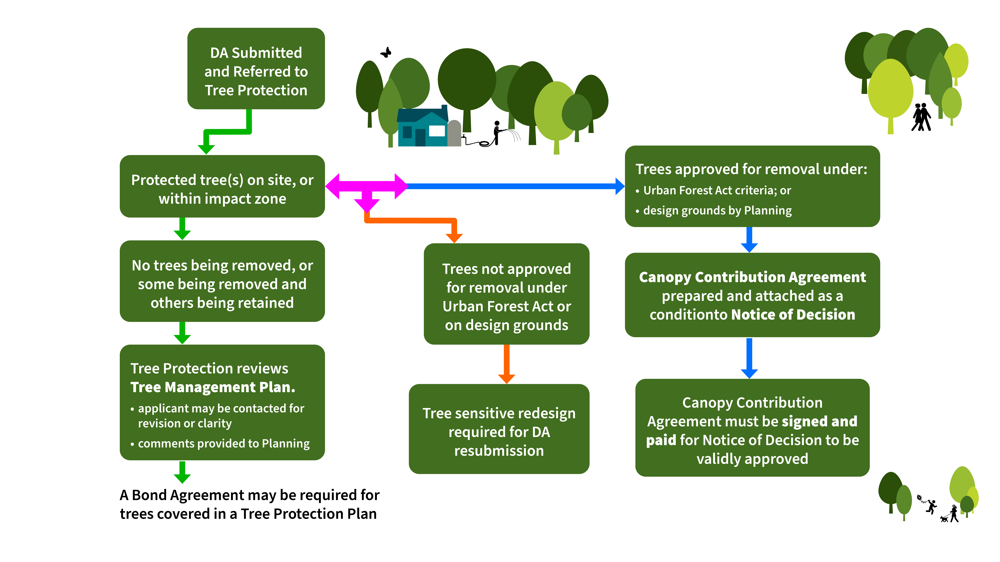 DA Submitted
and Referred to
Tree Protection
Protected tree(s) on site, or
within impact zone
No trees being removed, or
some being removed and
others being retained
Tree Protection reviews
Tree Management Plan.
• applicant may be contacted for
revision or clarity
• comments provided to Planning
A Bond Agreement may be required for
trees covered in a Tree Protection Plan
Trees not approved
for removal under
Urban Forest Act or
on design grounds
Tree sensitive redesign
required for DA
resubmission
Trees approved for removal under:
• Urban Forest Act criteria; or
• design grounds by Planning
Canopy Contribution Agreement
prepared and attached as a
conditionto Notice of Decision
Canopy Contribution
Agreement must be signed and
paid for Notice of Decision to be
validly approved